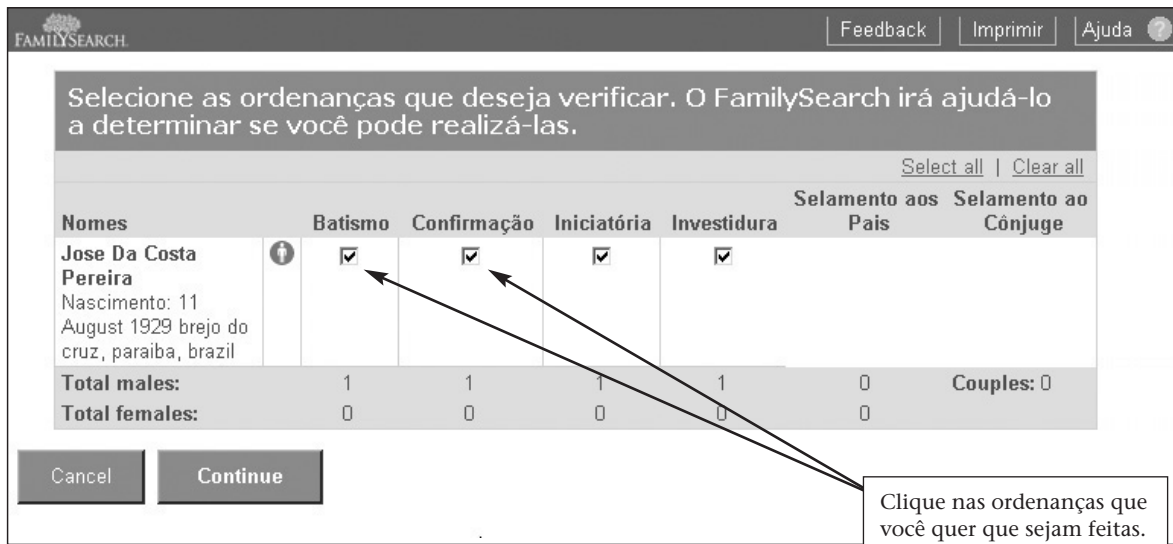 FAMILYSEARCH.
Feedback | Imprimir | Ajuda ?
Selecione as ordenanças que deseja verificar. O FamilySearch irá ajudá-lo
a determinar se você pode realizá-las.
Select all | Clear all
Nomes Batismo Confirmação Iniciatória Investidura Selamento aos Pais Selamento ao Cônjuge
Jose Da Costa
Pereira
Nascimento: 11
August 1929 brejo do
cruz, paraiba, brazil
Total males: 1 1 1 1 0 Couples: 0
Total females: 0 0 0 0 0
Cancel Continue
Clique nas ordenanças que
você quer que sejam feitas.